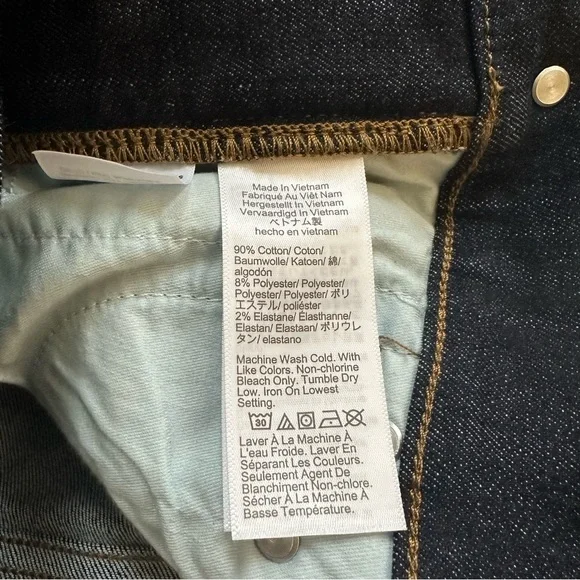 Made In Vietnam
Fabriqué Au Viêt Nam
Hergestellt In Vietnam
Vervaardigd In Vietnam
ベトナム製
hecho en vietnam
90% Cotton/ Coton/
Baumwolle/ Katoen/ 綿/
algodón
8% Polyester/ Polyester/
Polyester/ Polyester/ ポリ
エステル/ poliéster
2% Elastane/ Élasthanne/
Elastan/ Elastaan/ ポリウレ
タン/ elastano
Machine Wash Cold. With
Like Colors. Non-chlorine
Bleach Only. Tumble Dry
Low. Iron On Lowest
Setting.
30
Laver À La Machine À
L'eau Froide. Laver En
Séparant Les Couleurs.
Seulement Agent De
Blanchiment Non-chlore.
Sécher À La Machine À
Basse Température.